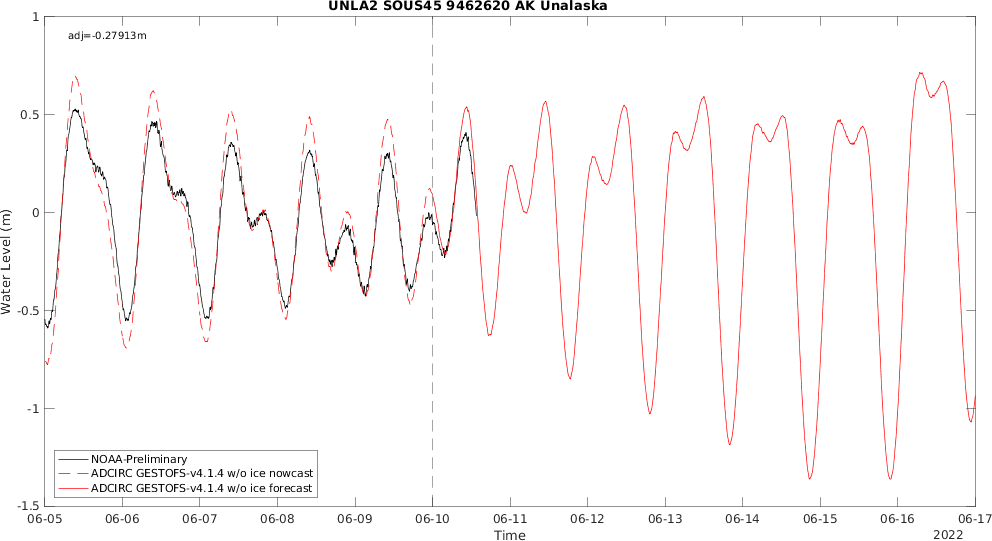 UNLA2 SOUS45 9462620 AK Unalaska
adj=-0.27913m
1
0.5
0
-0.5
-1
-1.5
Water Level (m)
NOAA-Preliminary
ADCIRC GESTOFS-v4.1.4 w/o ice nowcast
ADCIRC GESTOFS-v4.1.4 w/o ice forecast
06-05 06-06 06-07 06-08 06-09 06-10 06-11 06-12 06-13 06-14 06-15 06-16 06-17
Time
2022